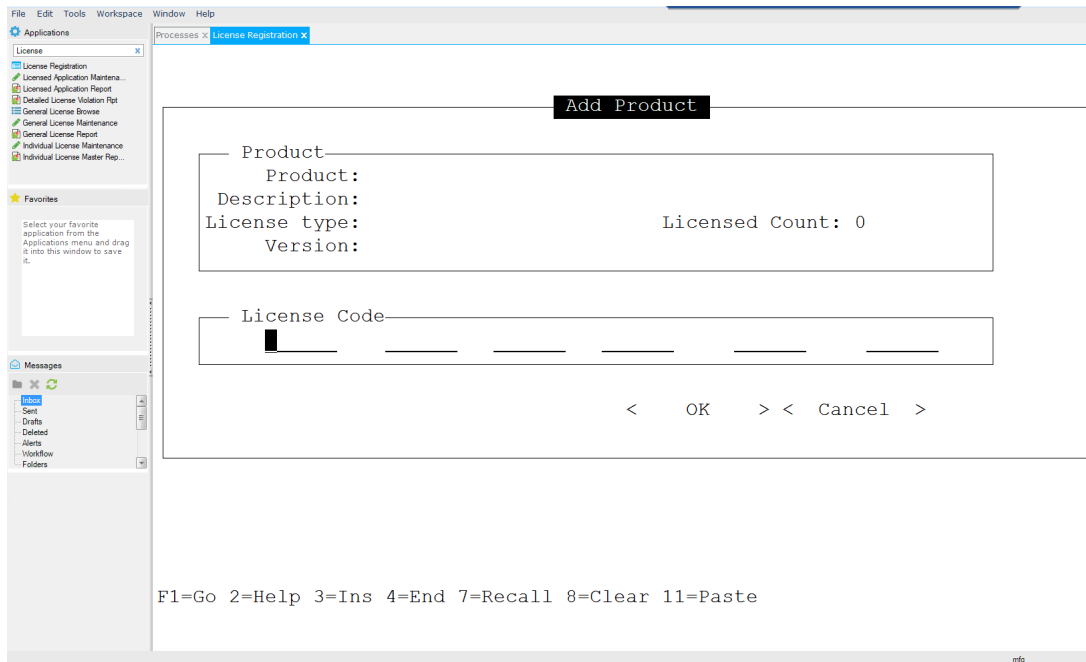 File Edit Tools Workspace Window Help
Applications
License x
License Registration
Licensed Application Maintena...
Licensed Application Report
Detailed License Violation Rpt
General License Browse
General License Maintenance
General License Report
Individual License Maintenance
Individual License Master Rep...
Favorites
Select your favorite
application from the
Applications menu and drag
it into this window to save
it.
Messages
Inbox
Sent
Drafts
Deleted
Alerts
Workflow
Folders
Processes x License Registration x
Add Product
Product
Product:
Description:
License type: Licensed Count: 0
Version:
License Code
< OK > < Cancel >
F1=Go 2=Help 3=Ins 4=End 7=Recall 8=Clear 11=Paste
mfg